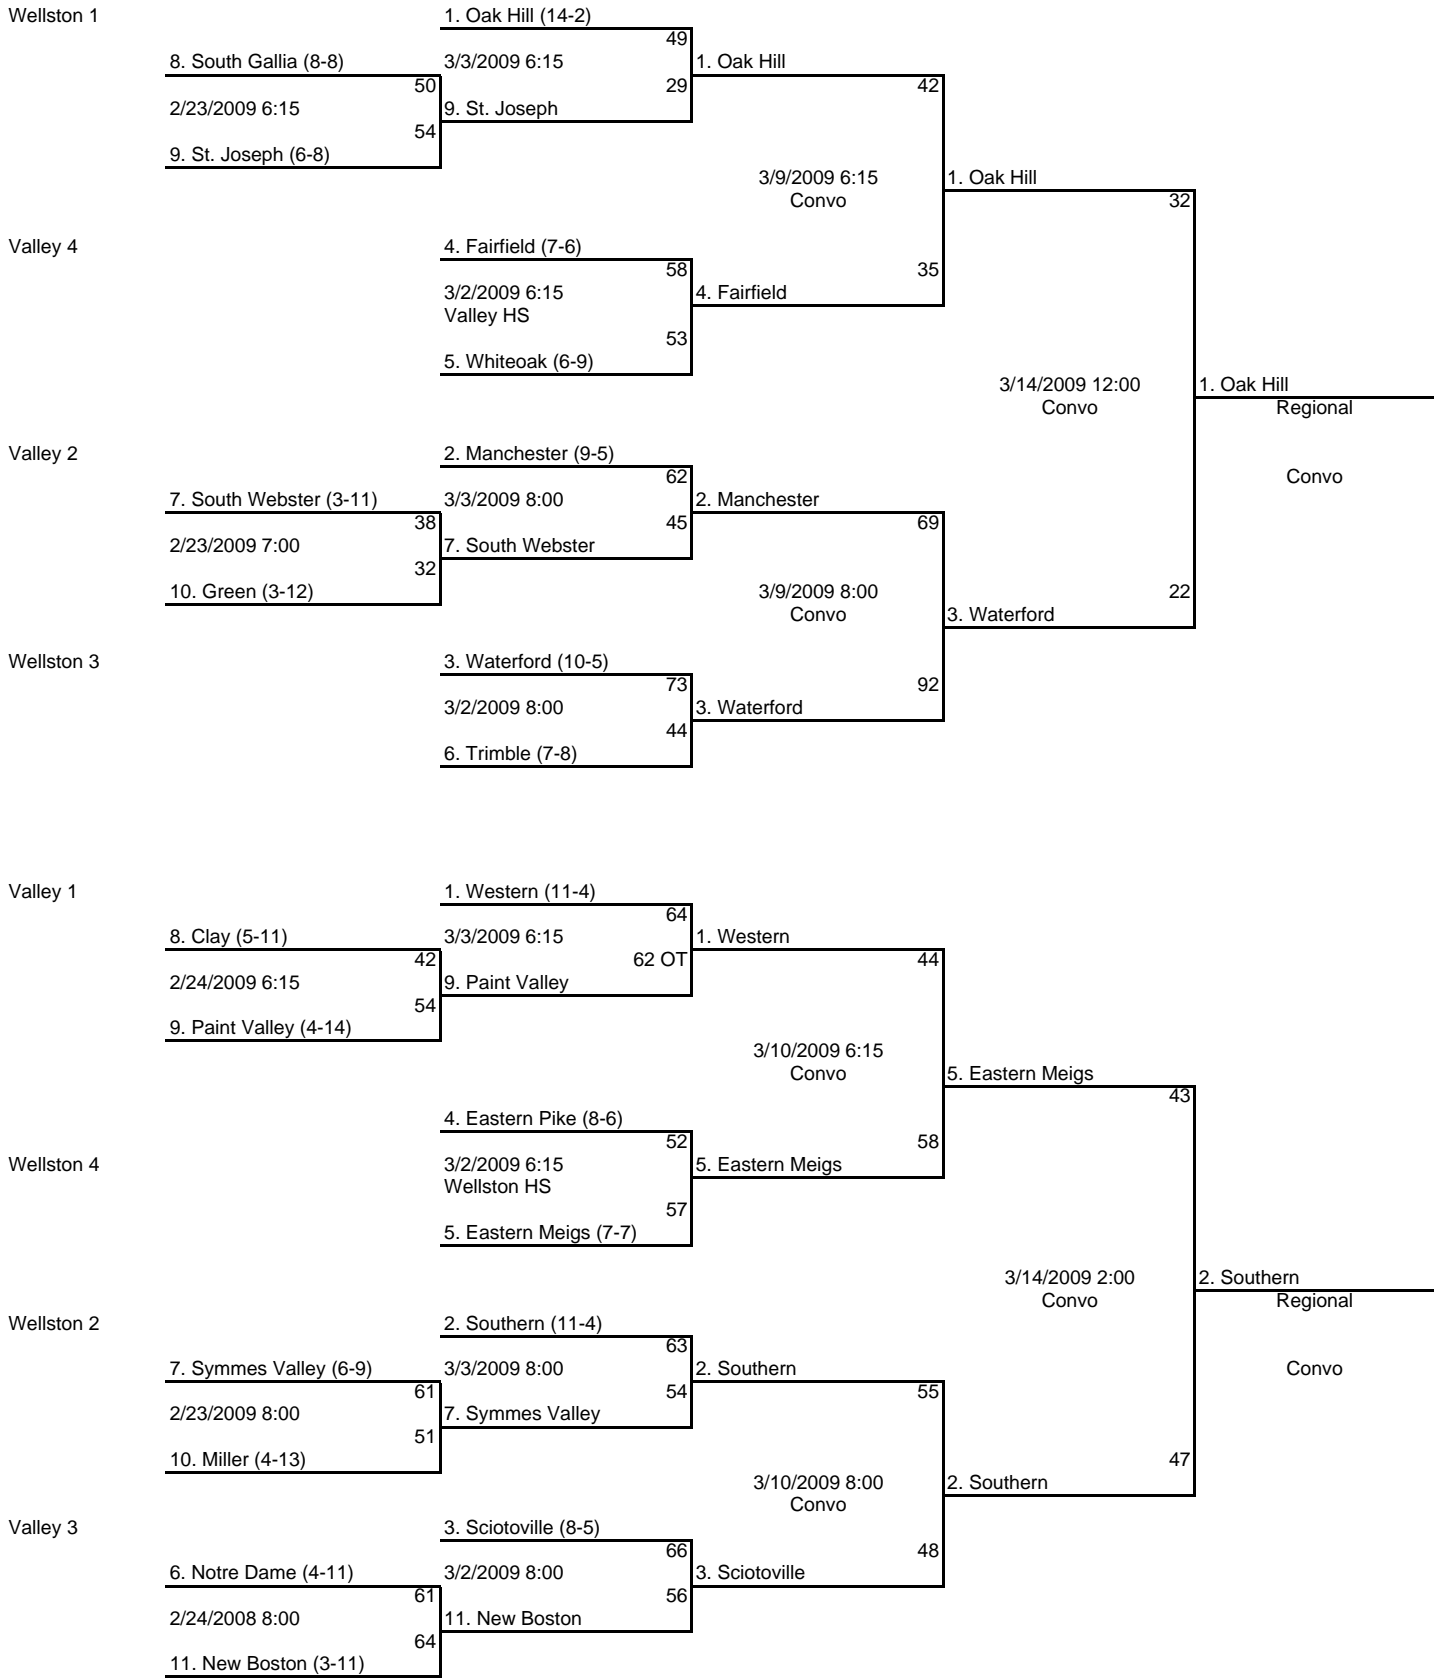 Wellston 1
1. Oak Hill (14-2)
49
8. South Gallia (8-8)
3/3/2009 6:15
1. Oak Hill
50
29
42
2/23/2009 6:15
9. St. Joseph
54
9. St. Joseph (6-8)
3/9/2009 6:15
Convo
1. Oak Hill
32
Valley 4
4. Fairfield (7-6)
58
35
3/2/2009 6:15
Valley HS
4. Fairfield
53
5. Whiteoak (6-9)
3/14/2009 12:00
Convo
1. Oak Hill
Regional
Valley 2
2. Manchester (9-5)
62
Convo
7. South Webster (3-11)
3/3/2009 8:00
2. Manchester
38
45
69
2/23/2009 7:00
7. South Webster
32
10. Green (3-12)
3/9/2009 8:00
Convo
22
3. Waterford
Wellston 3
3. Waterford (10-5)
73
92
3/2/2009 8:00
3. Waterford
44
6. Trimble (7-8)
Valley 1
1. Western (11-4)
64
8. Clay (5-11)
3/3/2009 6:15
1. Western
42
62 OT
44
2/24/2009 6:15
9. Paint Valley
54
9. Paint Valley (4-14)
3/10/2009 6:15
Convo
5. Eastern Meigs
43
4. Eastern Pike (8-6)
52
58
Wellston 4
3/2/2009 6:15
Wellston HS
5. Eastern Meigs
57
5. Eastern Meigs (7-7)
3/14/2009 2:00
Convo
2. Southern
Regional
Wellston 2
2. Southern (11-4)
63
7. Symmes Valley (6-9)
3/3/2009 8:00
2. Southern
Convo
61
54
55
2/23/2009 8:00
7. Symmes Valley
51
10. Miller (4-13)
47
3/10/2009 8:00
Convo
2. Southern
Valley 3
3. Sciotoville (8-5)
66
48
6. Notre Dame (4-11)
3/2/2009 8:00
3. Sciotoville
61
56
2/24/2008 8:00
11. New Boston
64
11. New Boston (3-11)